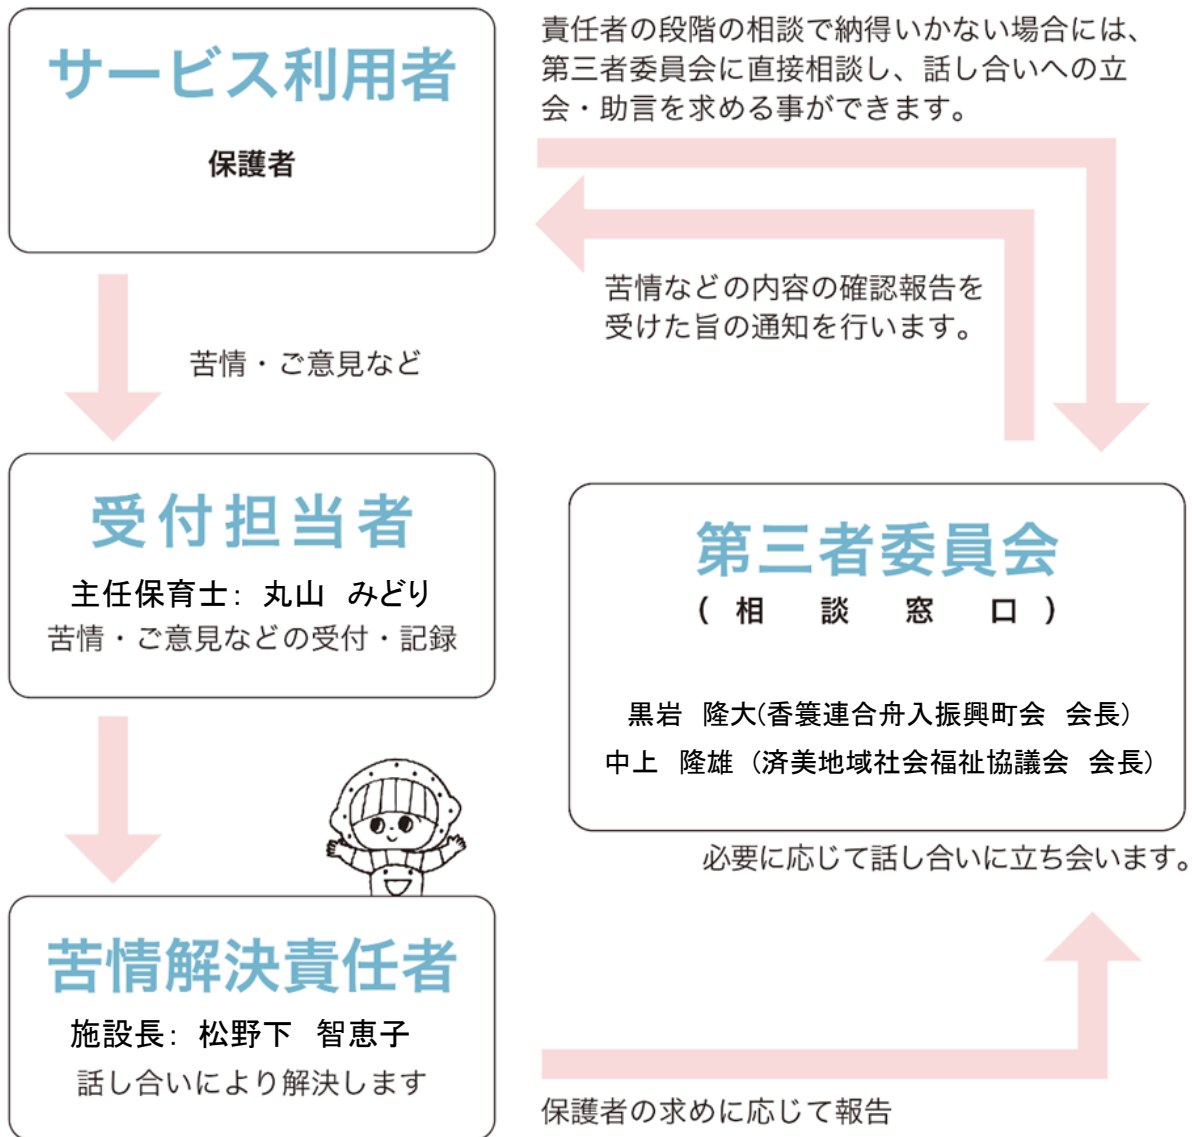 サービス利用者
保護者
責任者の段階の相談で納得いかない場合には、
第三者委員会に直接相談し、話し合いへの立
会・助言を求める事ができます。
苦情などの内容の確認報告を
受けた旨の通知を行います。
苦情・ご意見など
受付担当者
主任保育士： 丸山　みどり
苦情・ご意見などの受付・記録
第三者委員会
(　相　談　窓　口　)
黒岩　隆大(香簑連合舟入振興町会　会長)
中上　隆雄　(済美地域社会福祉協議会　会長)
必要に応じて話し合いに立ち会います。
苦情解決責任者
施設長： 松野下　智恵子
話し合いにより解決します
保護者の求めに応じて報告